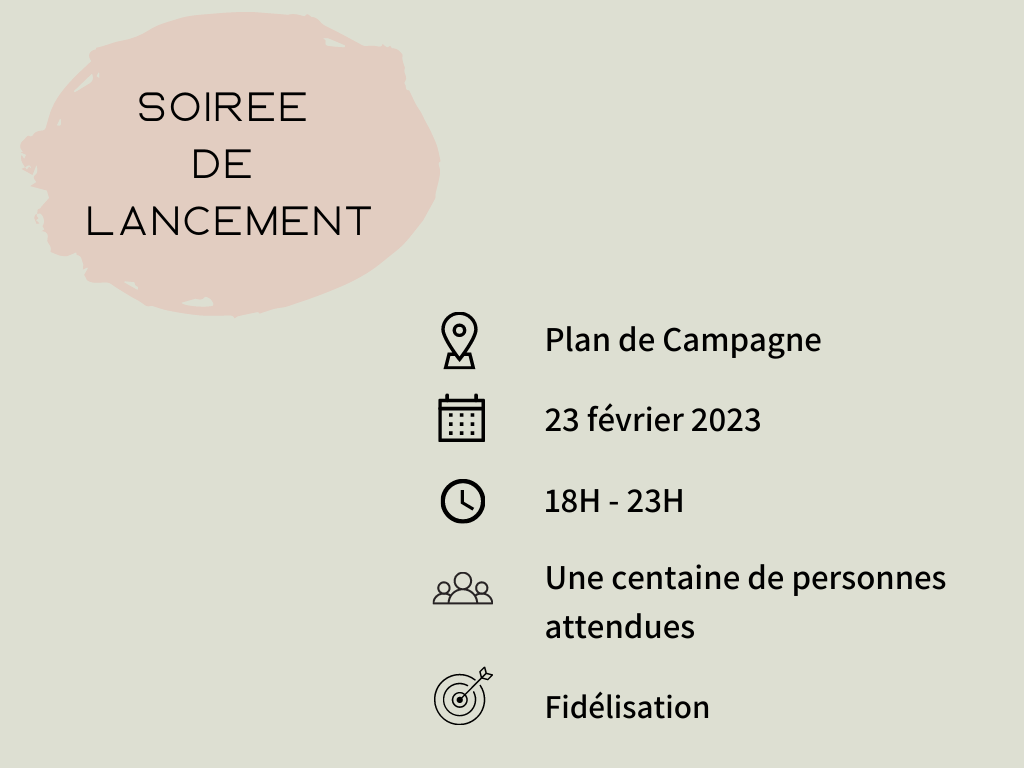 SOIREE
DE
LANCEMENT
Plan de Campagne
23 février 2023
18H - 23H
Une centaine de personnes
attendues
Fidélisation